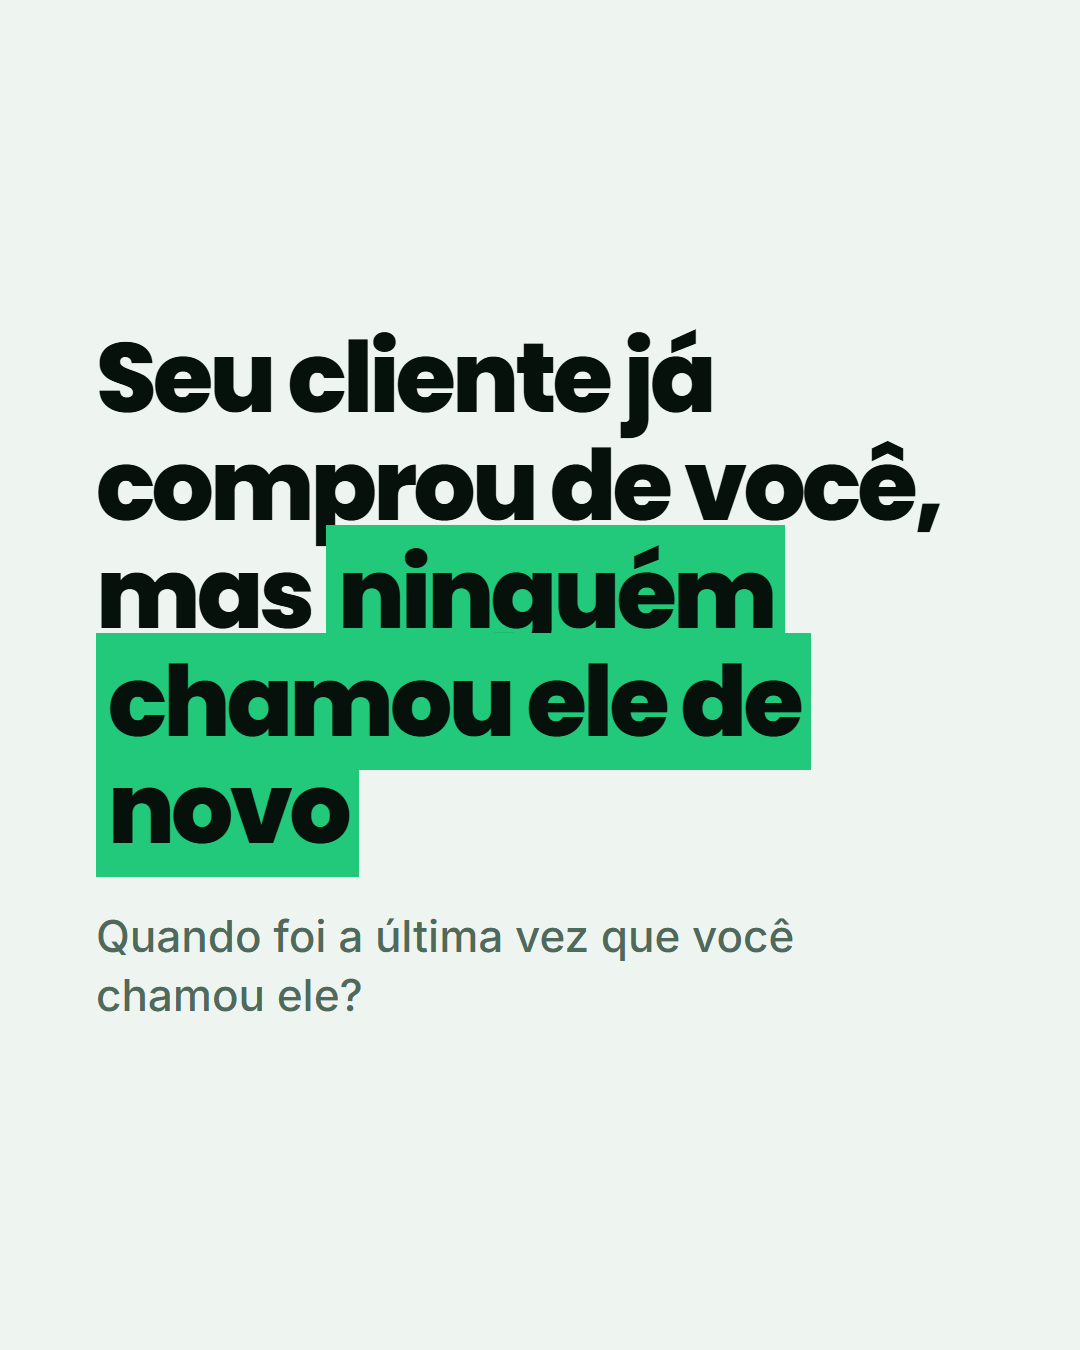 Seu cliente já
comprou de você,
mas ninguém
chamou ele de
novo
Quando foi a última vez que você
chamou ele?